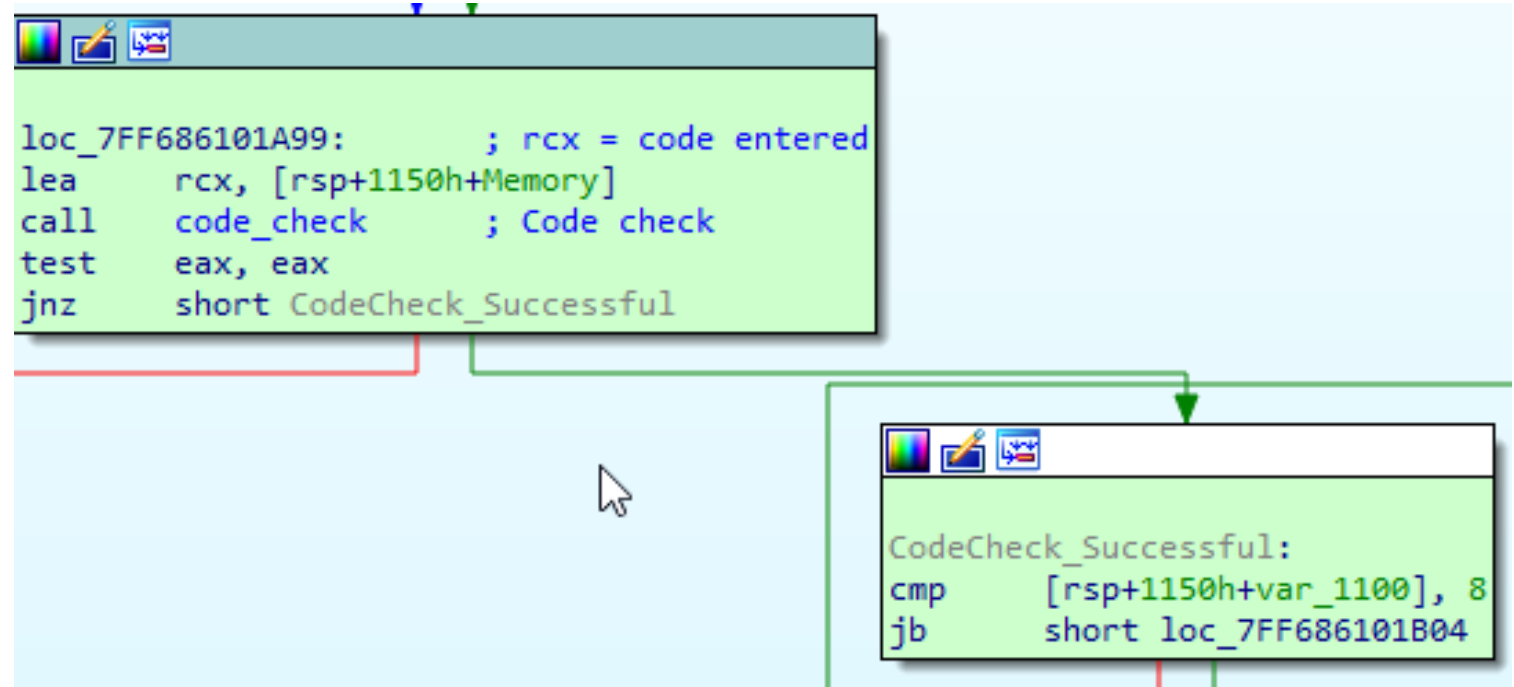 loc_7FF686101A99: ; rcx = code entered
lea rcx, [rsp+1150h+Memory]
call code_check ; Code check
test eax, eax
jnz short CodeCheck_Successful
CodeCheck_Successful:
cmp [rsp+1150h+var_1100], 8
jb short loc_7FF686101B04